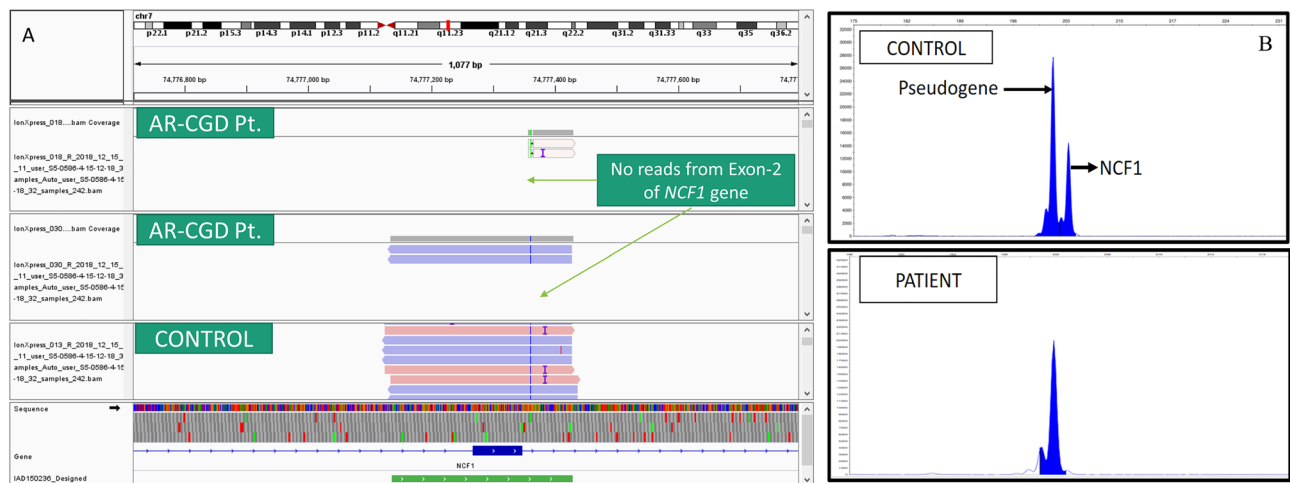 A
chr7
p22.1 p21.2 p15.3 p14.3 p14.1 p12.3 p11.2 q11.21 q11.23 q21.12 q21.3 q22.2 q31.2 q31.33 q33 q35 q36.2
1,077 bp
74,776,800 bp 74,777,000 bp 74,777,200 bp 74,777,400 bp 74,777,600 bp 74,777
IonXpress_018....bam Coverage
AR-CGD Pt.
IonXpress_018_R_2018_12_15_
_11_user_S5-0586-4-15-12-18_3
amples_Auto_user_S5-0586-4-15
-18_32_samples_242.bam
No reads from Exon-2
of NCF1 gene
IonXpress_030....bam Coverage
AR-CGD Pt.
IonXpress_030_R_2018_12_15_
_11_user_S5-0586-4-15-12-18_3
amples_Auto_user_S5-0586-4-15
-18_32_samples_242.bam
CONTROL
IonXpress_013_R_2018_12_15_
_11_user_S5-0586-4-15-12-18_3
amples_Auto_user_S5-0586-4-15
-18_32_samples_242.bam
Sequence
Gene
NCF1
IAD150236_Designed
B
CONTROL
Pseudogene
NCF1
PATIENT